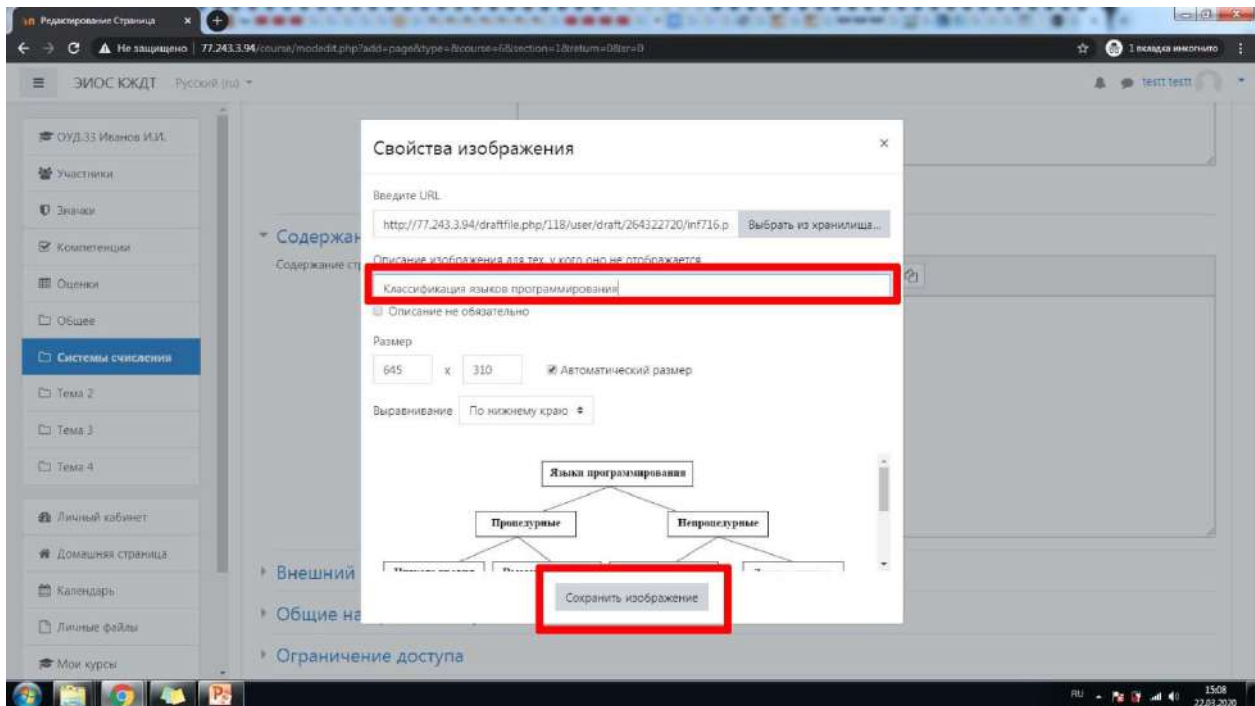 Редактирование Страница
Не защищено 77.243.3.94/course/modedit.php?add=page&type=&course=6&section=1&return=0&sr=0
1 вкладка инкогнито
ЭИОС КЖДТ Русский (ru)
testt testt
ОУД.33 Иванов И.И.
Участники
Значки
Компетенции
Оценки
Общее
Системы счисления
Тема 2
Тема 3
Тема 4
Личный кабинет
Домашняя страница
Календарь
Личные файлы
Мои курсы
Содержан
Содержание ст
Внешний
Общие на
Ограничение доступа
Свойства изображения
Введите URL
http://77.243.3.94/draftfile.php/118/user/draft/264322720/inf716.p Выбрать из хранилища...
Описание изображения для тех, у кого оно не отображается
Классификация языков программирования
Описание не обязательно
Размер
645 x 310 Автоматический размер
Выравнивание По нижнему краю
Языки программирования
Процедурные Непроцедурные
Сохранить изображение
RU 15:08
22.03.2020